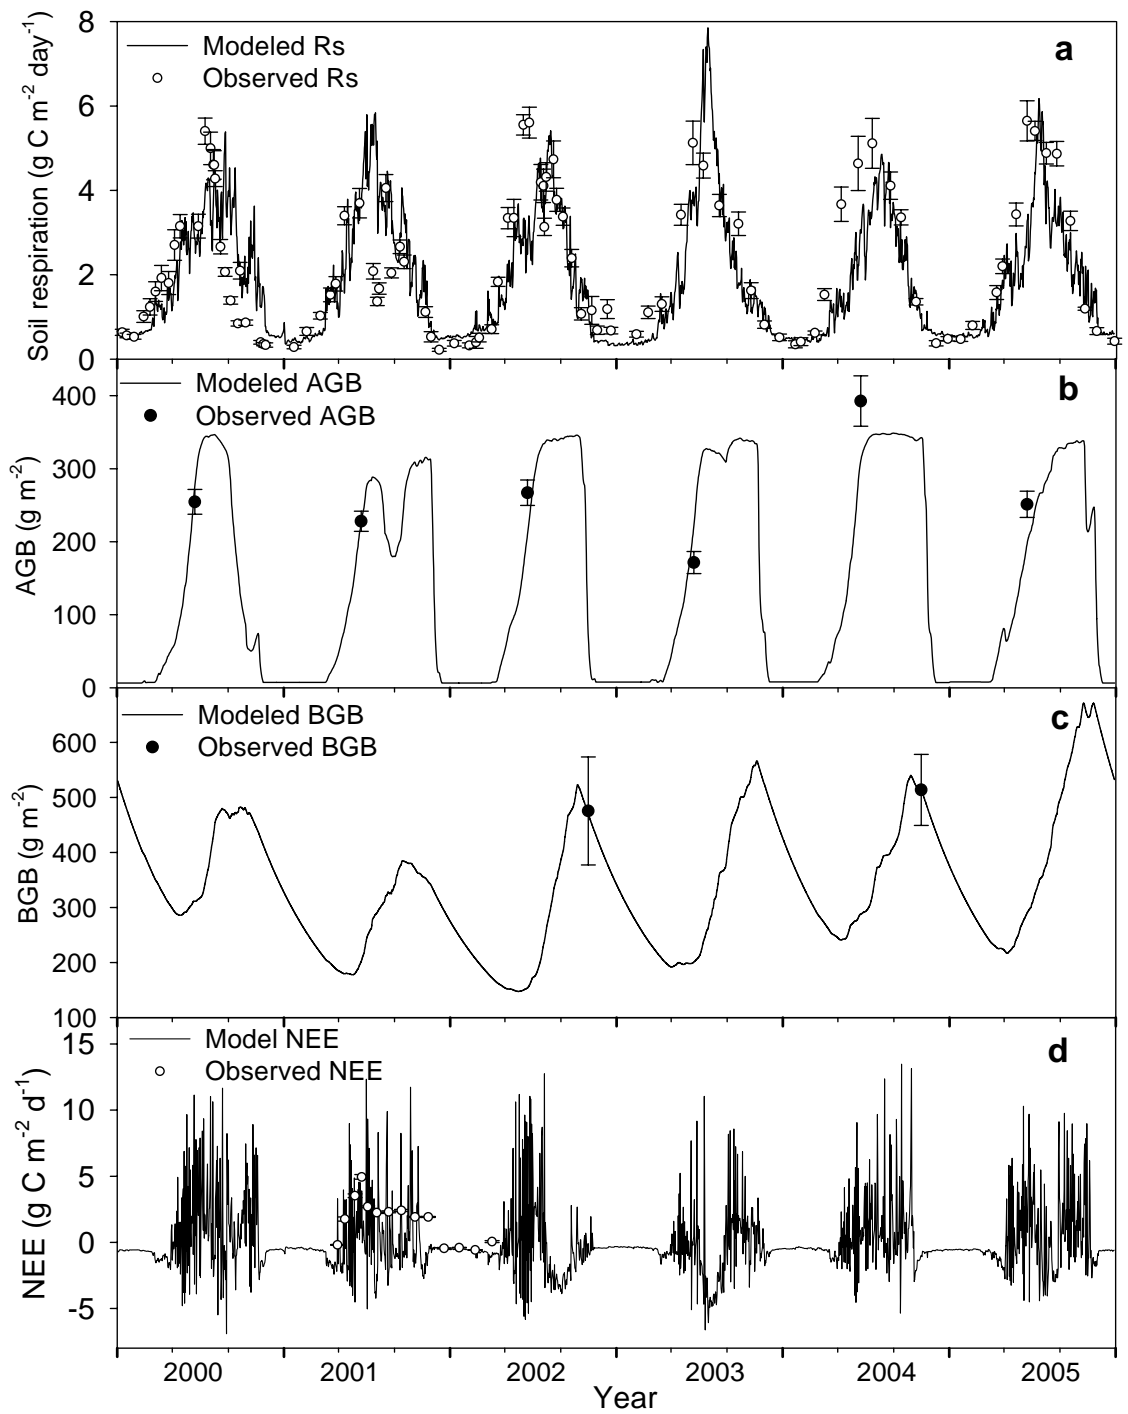 Soil respiration (g C m⁻² day⁻¹)
8
6
4
2
0
Modeled Rs
Observed Rs
a
AGB (g m⁻²)
400
300
200
100
0
Modeled AGB
Observed AGB
b
BGB (g m⁻²)
600
500
400
300
200
100
Modeled BGB
Observed BGB
c
NEE (g C m⁻² d⁻¹)
15
10
5
0
-5
Model NEE
Observed NEE
d
2000 2001 2002 2003 2004 2005
Year